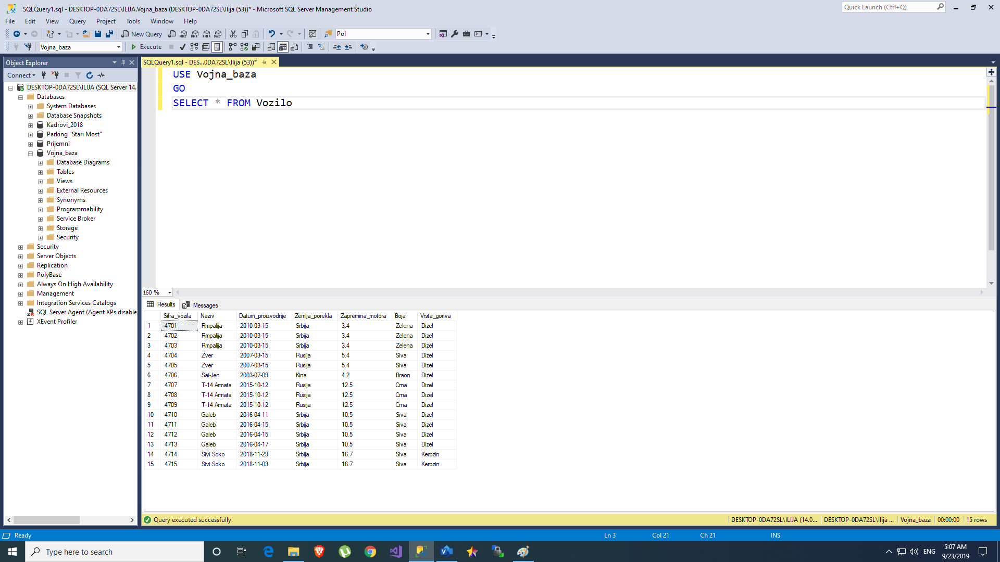 SQLQuery1.sql - DESKTOP-0DA72SL\ILIJA.Vojna_baza (DESKTOP-0DA72SL\Ilija (53))* - Microsoft SQL Server Management Studio
Quick Launch (Ctrl+Q)
File Edit View Query Project Tools Window Help
New Query MDX DMX XMLA DAX Pol
Vojna_baza Execute
Object Explorer
SQLQuery1.sql - DES...0DA72SL\Ilija (53))*
Connect
DESKTOP-0DA72SL\ILIJA (SQL Server 14.
Databases
System Databases
Database Snapshots
Kadrovi_2018
Parking "Stari Most"
Prijemni
Vojna_baza
Database Diagrams
Tables
Views
External Resources
Synonyms
Programmability
Service Broker
Storage
Security
Security
Server Objects
Replication
PolyBase
Always On High Availability
Management
Integration Services Catalogs
SQL Server Agent (Agent XPs disable
XEvent Profiler
USE Vojna_baza
GO
SELECT * FROM Vozilo
160 %
Results Messages
Sifra_vozila Naziv Datum_proizvodnje Zemlja_porekla Zapremina_motora Boja Vrsta_goriva
1 4701 Rmpalija 2010-03-15 Srbija 3.4 Zelena Dizel
2 4702 Rmpalija 2010-03-15 Srbija 3.4 Zelena Dizel
3 4703 Rmpalija 2010-03-15 Srbija 3.4 Zelena Dizel
4 4704 Zver 2007-03-15 Rusija 5.4 Siva Dizel
5 4705 Zver 2007-03-15 Rusija 5.4 Siva Dizel
6 4706 Sai-Jen 2003-07-09 Kina 4.2 Braon Dizel
7 4707 T-14 Armata 2015-10-12 Rusija 12.5 Crna Dizel
8 4708 T-14 Armata 2015-10-12 Rusija 12.5 Crna Dizel
9 4709 T-14 Armata 2015-10-12 Rusija 12.5 Crna Dizel
10 4710 Galeb 2016-04-11 Srbija 10.5 Siva Dizel
11 4711 Galeb 2016-04-15 Srbija 10.5 Siva Dizel
12 4712 Galeb 2016-04-15 Srbija 10.5 Siva Dizel
13 4713 Galeb 2016-04-17 Srbija 10.5 Siva Dizel
14 4714 Sivi Soko 2018-11-29 Srbija 16.7 Siva Kerozin
15 4715 Sivi Soko 2018-11-03 Srbija 16.7 Siva Kerozin
Query executed successfully.
DESKTOP-0DA72SL\ILIJA (14.0... DESKTOP-0DA72SL\Ilija ... Vojna_baza 00:00:00 15 rows
Ready Ln 3 Col 21 Ch 21 INS
Type here to search
ENG
5:07 AM
9/23/2019